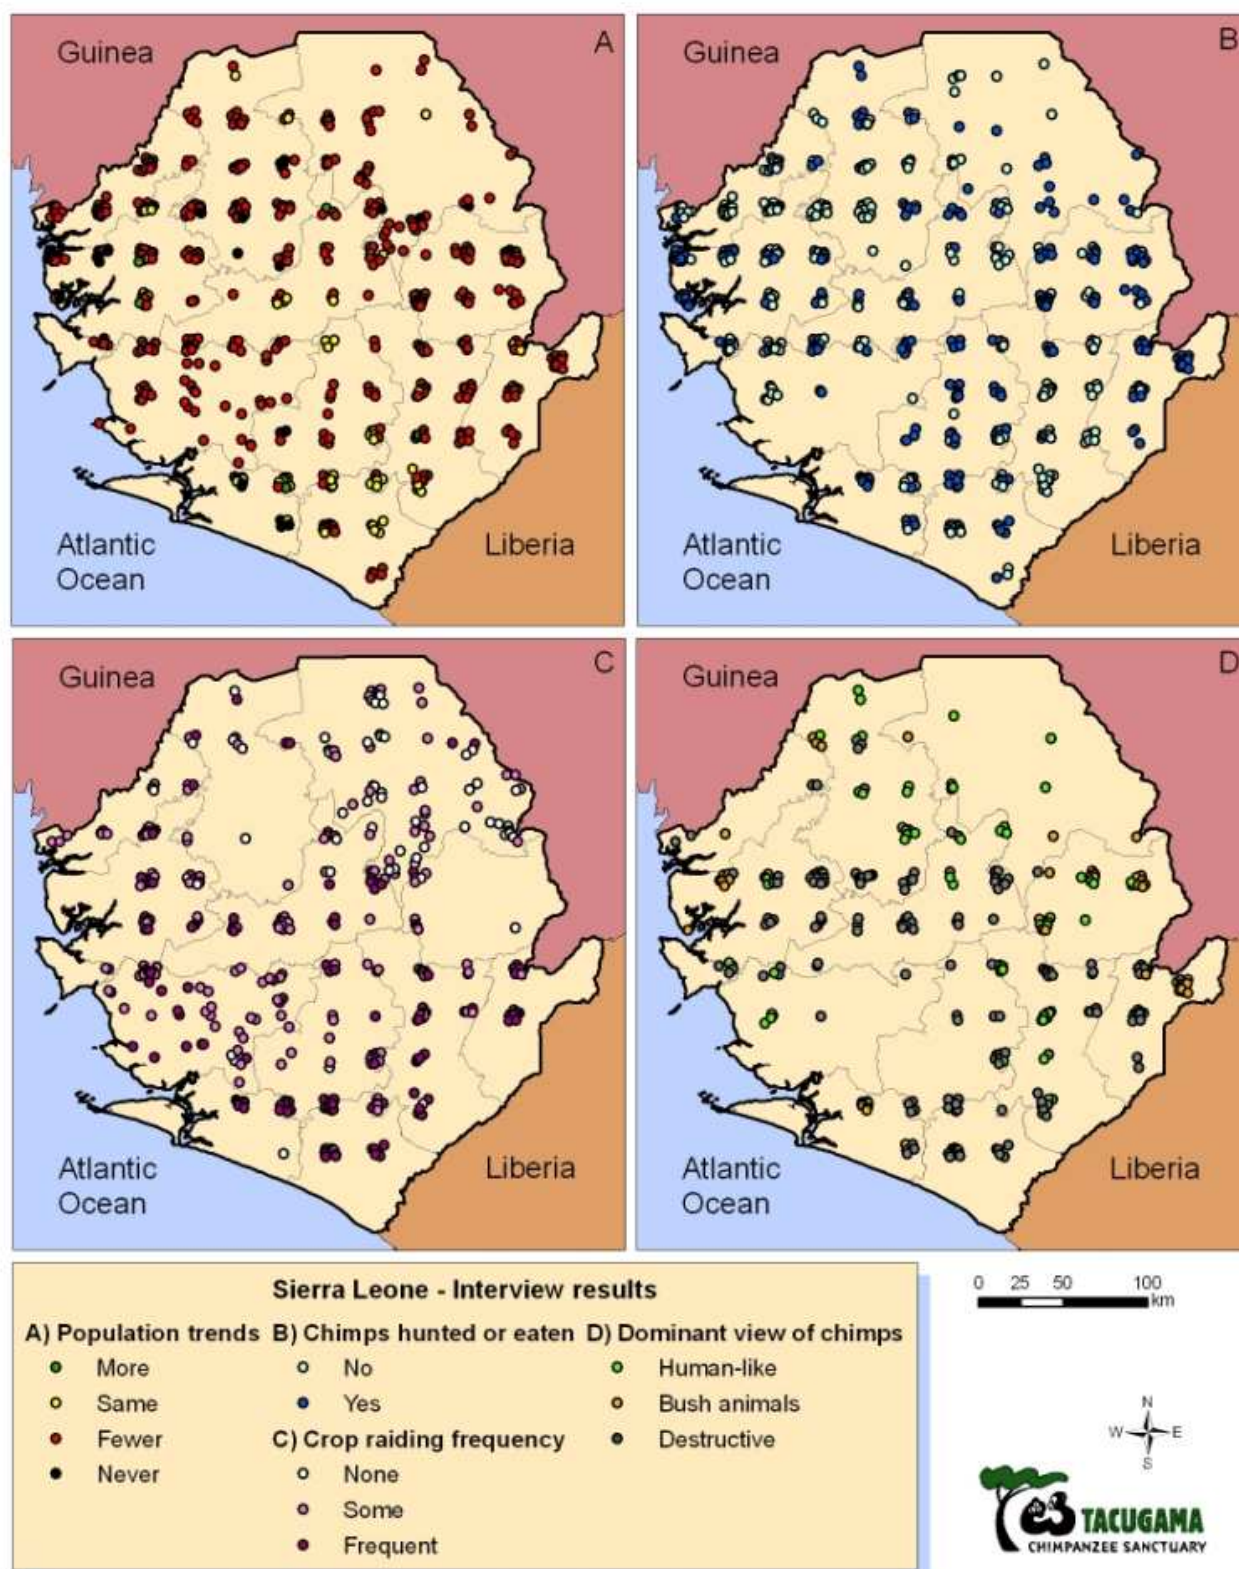 Guinea
A
Atlantic
Ocean
Liberia
Guinea
B
Atlantic
Ocean
Liberia
Guinea
C
Atlantic
Ocean
Liberia
Guinea
D
Atlantic
Ocean
Liberia
Sierra Leone - Interview results
A) Population trends
More
Same
Fewer
Never
B) Chimps hunted or eaten
No
Yes
C) Crop raiding frequency
None
Some
Frequent
D) Dominant view of chimps
Human-like
Bush animals
Destructive
0 25 50 100
km
N
W E
S
TACUGAMA
CHIMPANZEE SANCTUARY